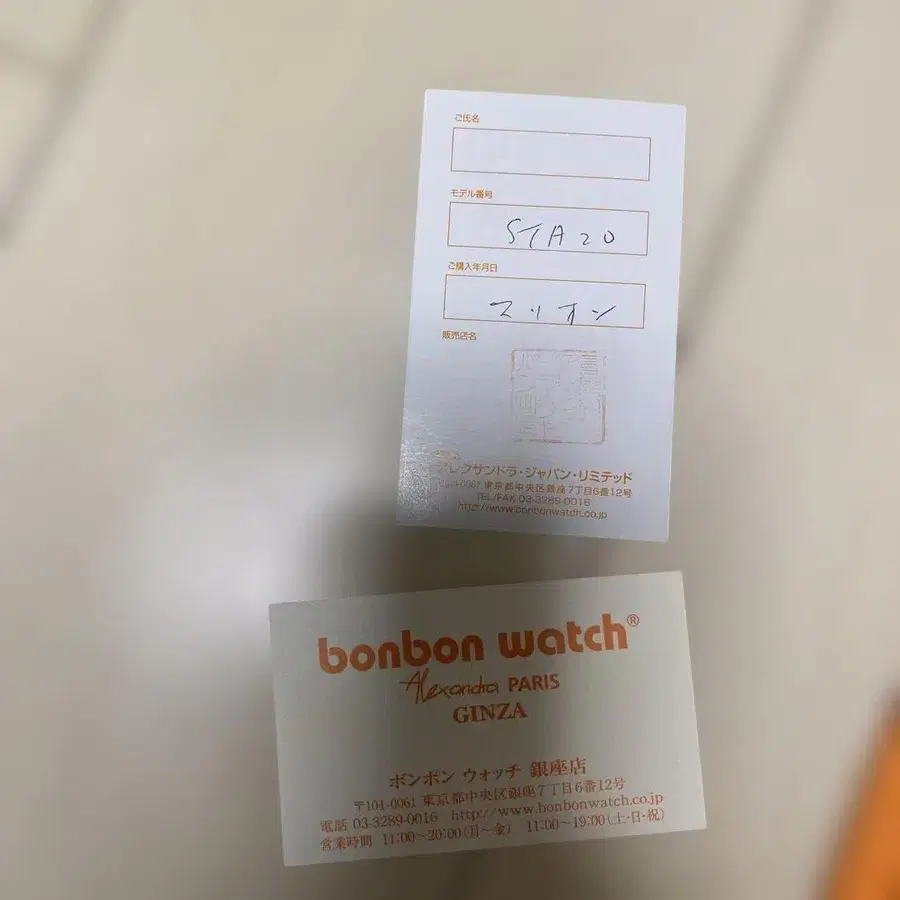 ご氏名
モデル番号
STA20
ご購入年月日
スリオン
販売店名
アレクサンドラ・ジャパン・リミテッド
東京都中央区銀座7丁目6番12号
TEL/FAX 03-3289-0016
http://www.bonbonwatch.co.jp
bonbon watch®
Alexandra PARIS
GINZA
ボンボン ウォッチ 銀座店
〒104-0061 東京都中央区銀座7丁目6番12号
電話 03-3289-0016 http://www.bonbonwatch.co.jp
営業時間 11:00~20:00(月~金) 11:00~19:00(土・日・祝)